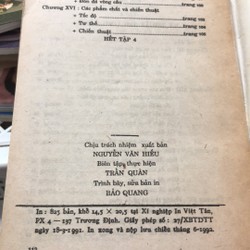 Chương XVI : Các phẩm chất và chiến thuật
+ Tốc độ
+ Tư thế
+ Chiến thuật
HẾT TẬP 4
Chịu trách nhiệm xuất bản
NGUYỄN VĂN HIẾU
Biên tập thực hiện
TRẦN QUÂN
Trình bày, nửa bản in
BẢO QUANG
In : 825 bản, khổ 14,5 × 20,5 tại Xí nghiệp In Việt Tân,
PX 4 — 191 Trương Định. Giấy phép số : 27/XBTDTT
ngày 18-9-1991. In xong và nộp lưu chiểu tháng 6-1992.